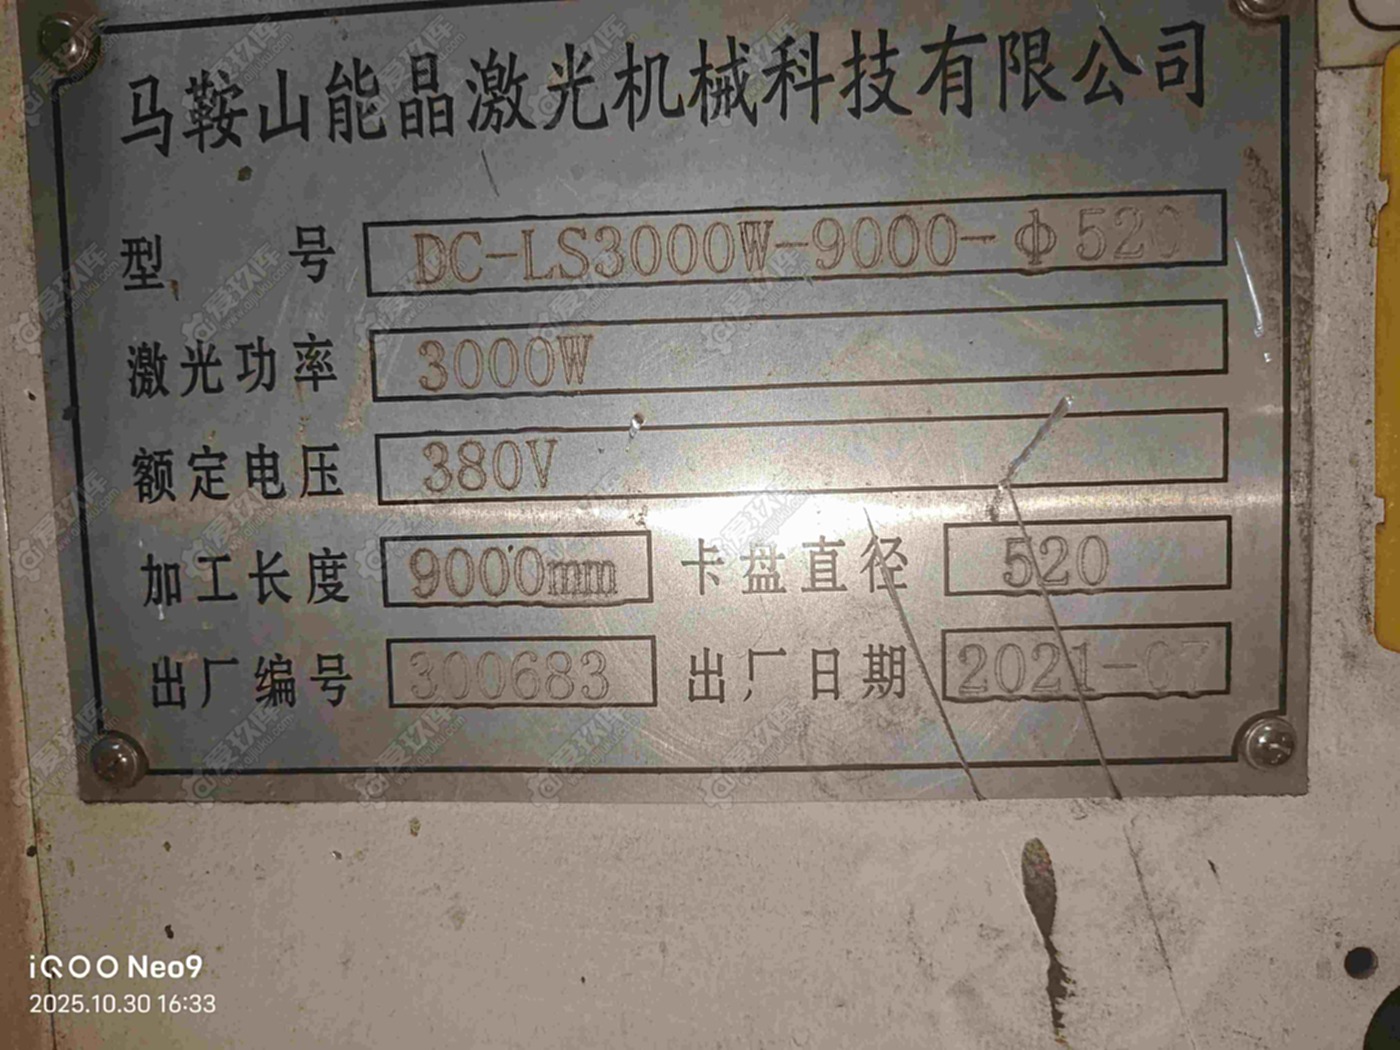 马鞍山能晶激光机械科技有限公司
型号 DC-LS3000W-9000-Φ520
激光功率 3000W
额定电压 380V
加工长度 9000mm 卡盘直径 520
出厂编号 300683 出厂日期 2021-07
iQOO Neo9
2025.10.30 16:33